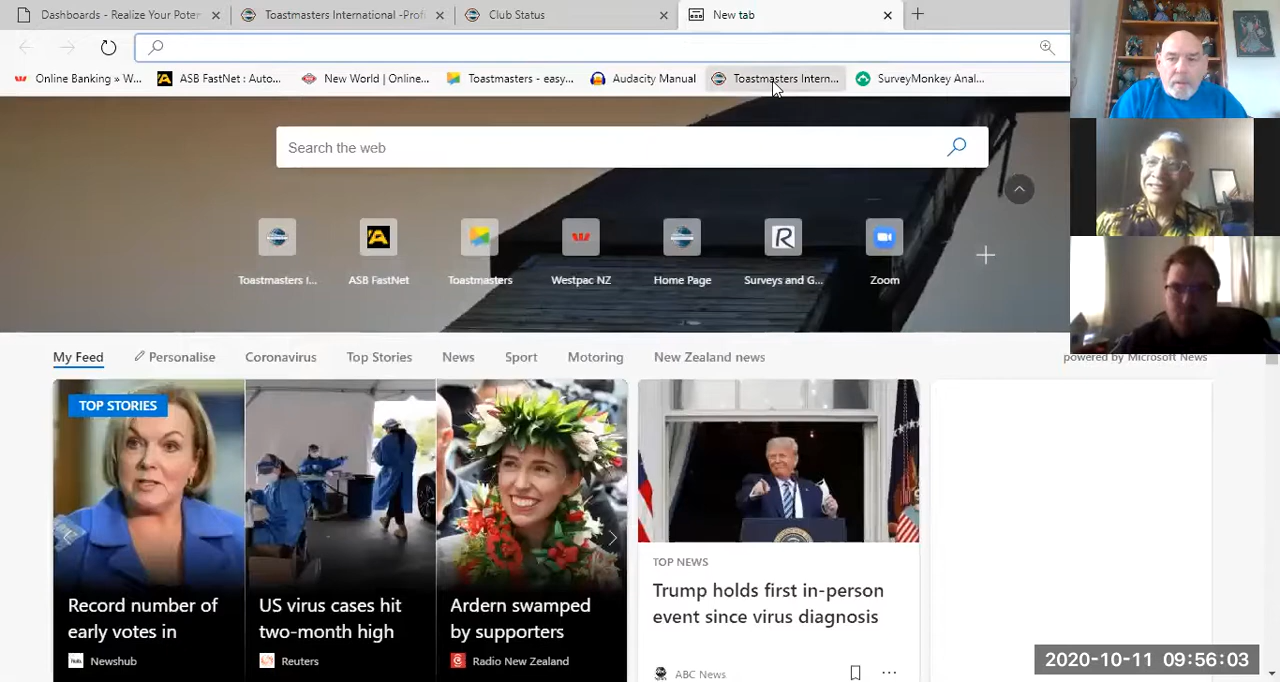 Dashboards - Realize Your Poten
Toastmasters International -Profi
Club Status
New tab
Online Banking » W...
ASB FastNet : Auto...
New World | Online...
Toastmasters - easy...
Audacity Manual
Toastmasters Intern...
SurveyMonkey Anal...
Search the web
Toastmasters I...
ASB FastNet
Toastmasters
Westpac NZ
Home Page
Surveys and G...
Zoom
My Feed
Personalise
Coronavirus
Top Stories
News
Sport
Motoring
New Zealand news
powered by Microsoft News
TOP STORIES
Record number of
early votes in
Newshub
US virus cases hit
two-month high
Reuters
Ardern swamped
by supporters
Radio New Zealand
TOP NEWS
Trump holds first in-person
event since virus diagnosis
ABC News
2020-10-11 09:56:03